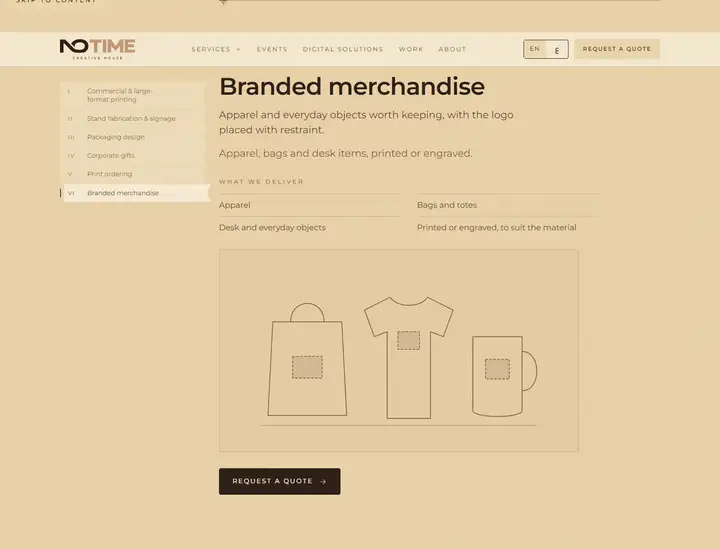 SKIP TO CONTENT
NOTIME
CREATIVE HOUSE
SERVICES
EVENTS
DIGITAL SOLUTIONS
WORK
ABOUT
EN
ع
REQUEST A QUOTE
I Commercial & large-
format printing
II Stand fabrication & signage
III Packaging design
IV Corporate gifts
V Print ordering
VI Branded merchandise
Branded merchandise
Apparel and everyday objects worth keeping, with the logo
placed with restraint.
Apparel, bags and desk items, printed or engraved.
WHAT WE DELIVER
Apparel
Bags and totes
Desk and everyday objects
Printed or engraved, to suit the material
REQUEST A QUOTE →